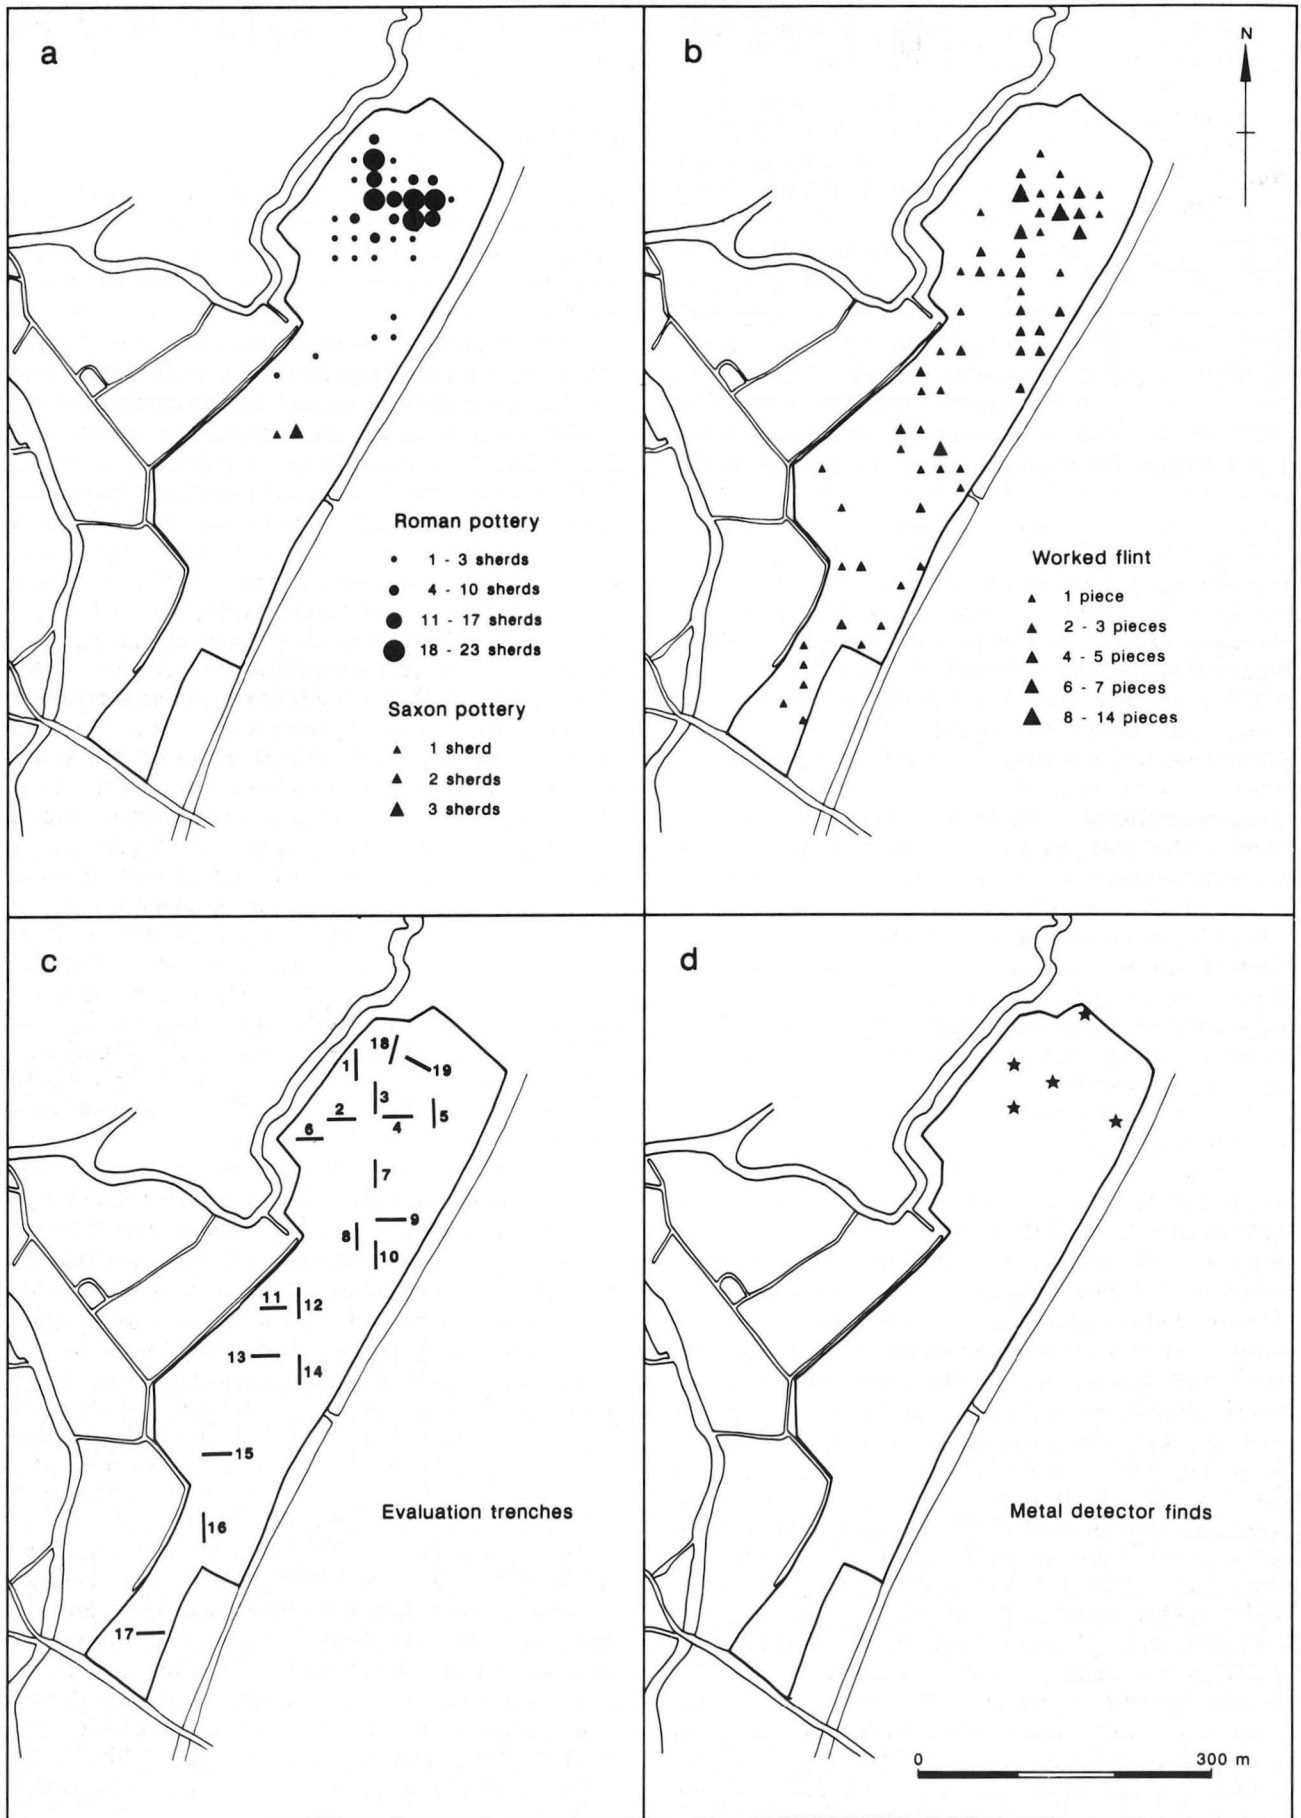 a
Roman pottery
1 - 3 sherds
4 - 10 sherds
11 - 17 sherds
18 - 23 sherds
Saxon pottery
1 sherd
2 sherds
3 sherds
b
N
Worked flint
1 piece
2 - 3 pieces
4 - 5 pieces
6 - 7 pieces
8 - 14 pieces
c
18
1
19
3
2
5
4
6
7
9
8
10
11
12
13
14
15
16
17
Evaluation trenches
d
Metal detector finds
0 300 m